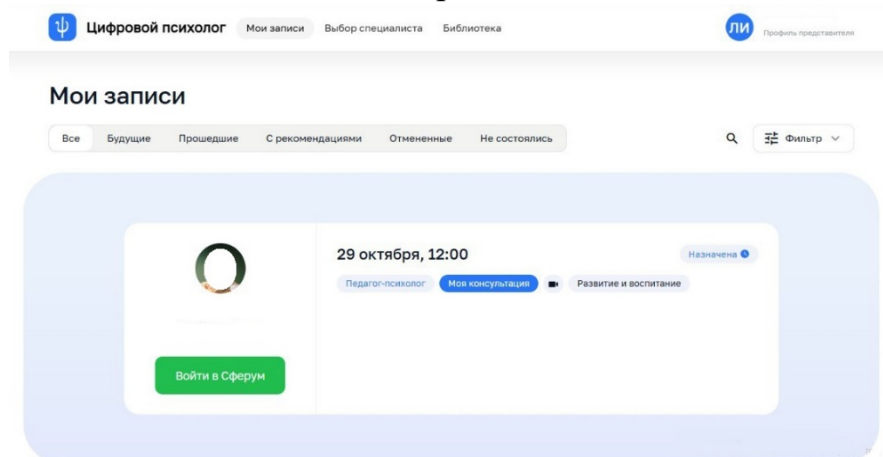 Цифровой психолог Мои записи Выбор специалиста Библиотека ЛИ Профиль представителя
Мои записи
Все Будущие Прошедшие С рекомендациями Отмененные Не состоялись Фильтр
29 октября, 12:00 Назначена
Педагог-психолог Моя консультация Развитие и воспитание
Войти в Сферум